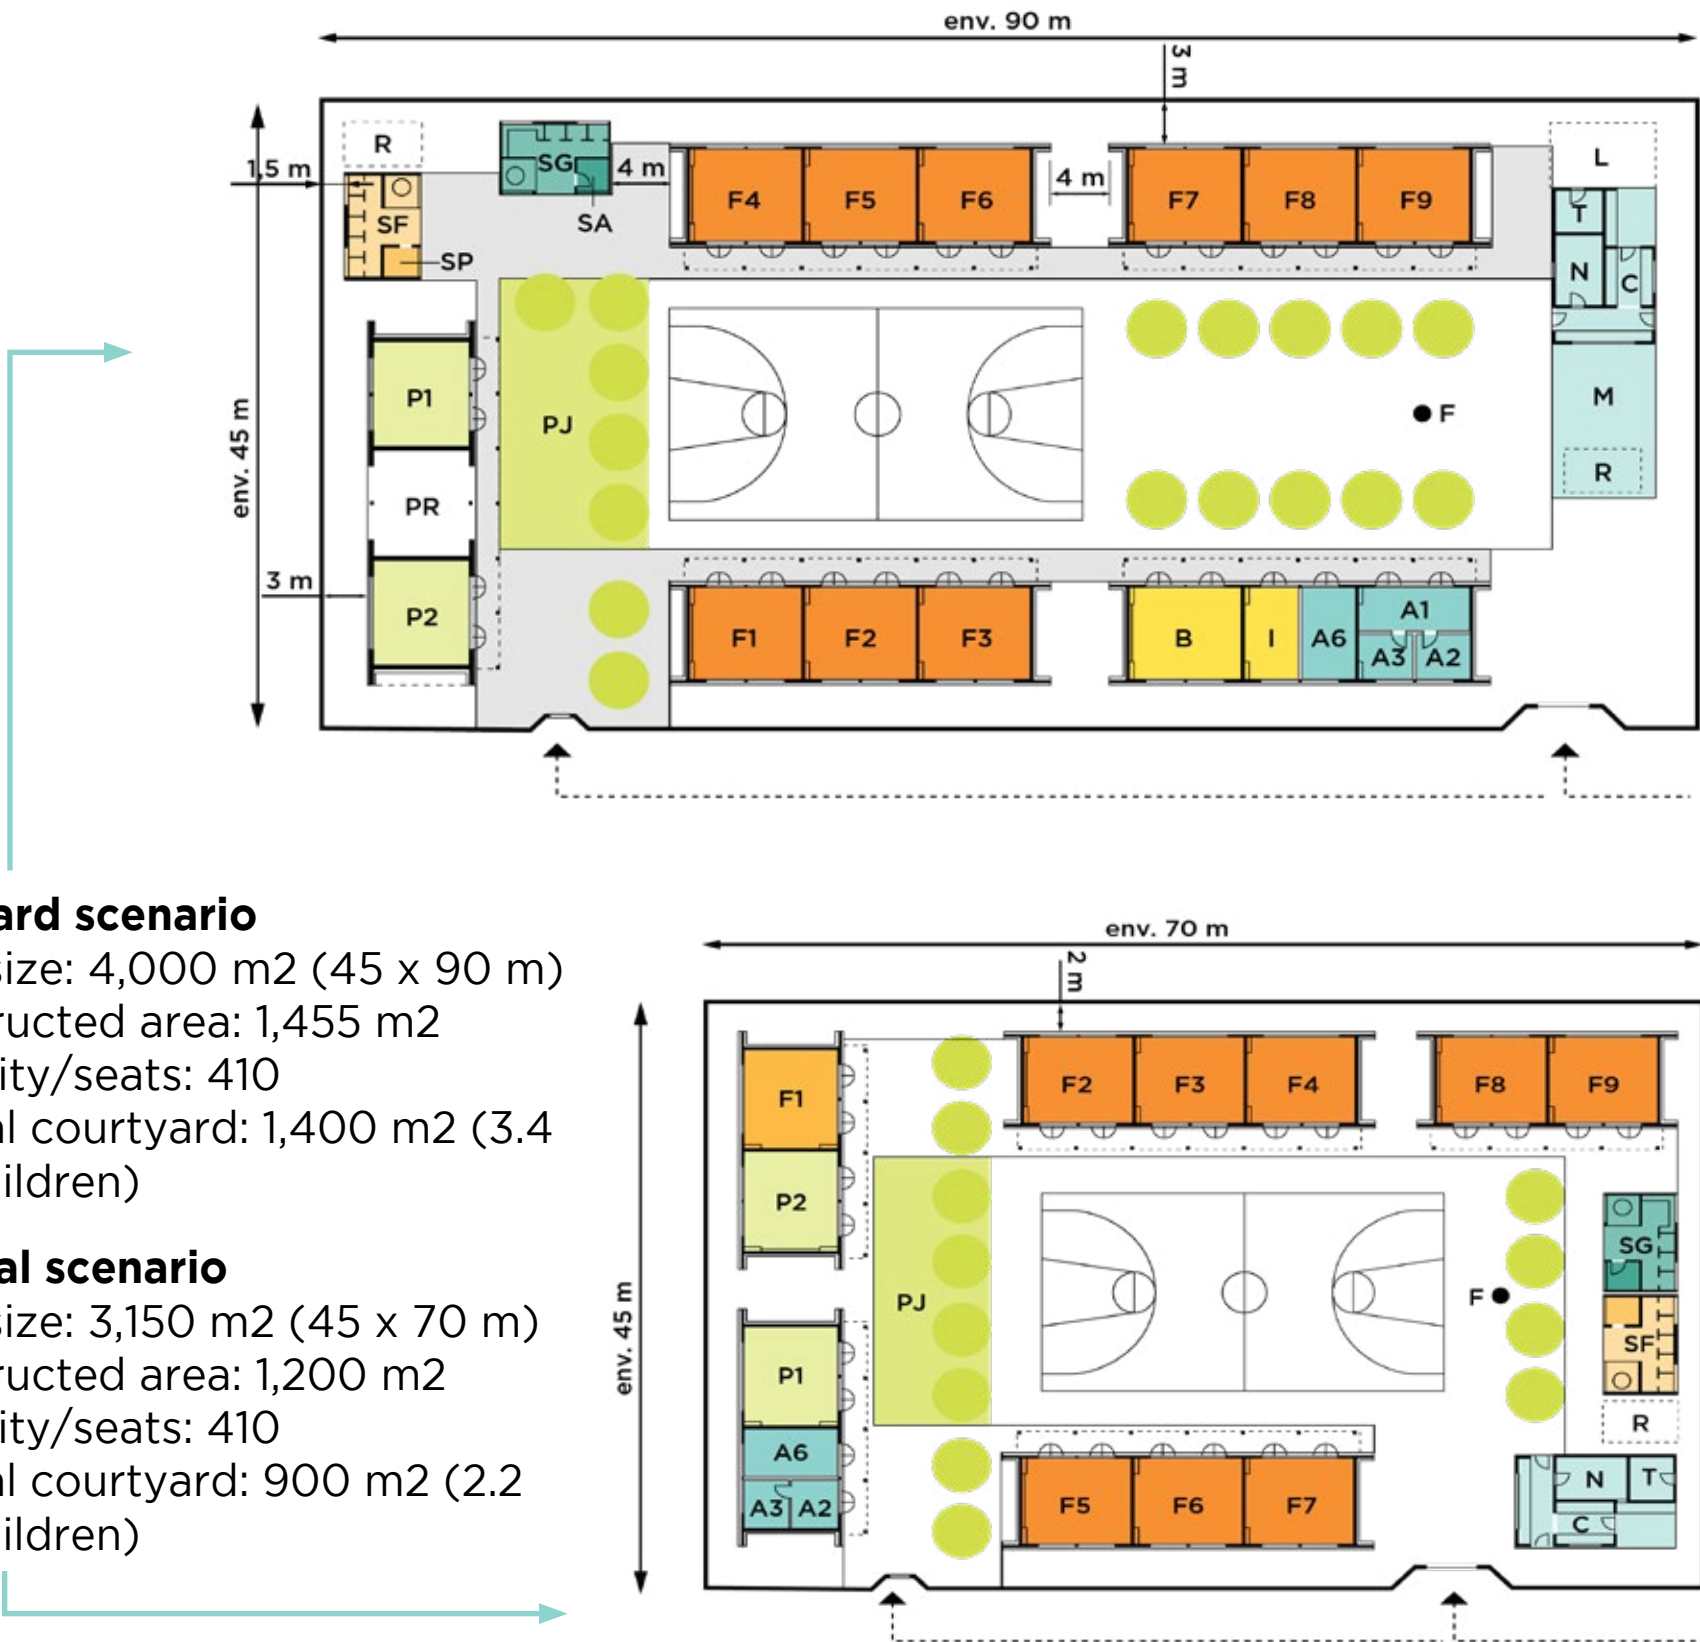 env. 90 m
3 m
env. 45 m
1,5 m
3 m
4 m
4 m
R
SG
SA
SF
SP
F4
F5
F6
F7
F8
F9
L
T
N
C
M
R
P1
PR
P2
PJ
F
F1
F2
F3
B
I
A6
A1
A3
A2
ard scenario
size: 4,000 m2 (45 x 90 m)
ructed area: 1,455 m2
ity/seats: 410
al courtyard: 1,400 m2 (3.4
ildren)
al scenario
size: 3,150 m2 (45 x 70 m)
ructed area: 1,200 m2
ity/seats: 410
al courtyard: 900 m2 (2.2
ildren)
env. 70 m
2 m
env. 45 m
F1
P2
P1
A6
A3
A2
PJ
F2
F3
F4
F8
F9
SG
F
SF
R
F5
F6
F7
N
T
C